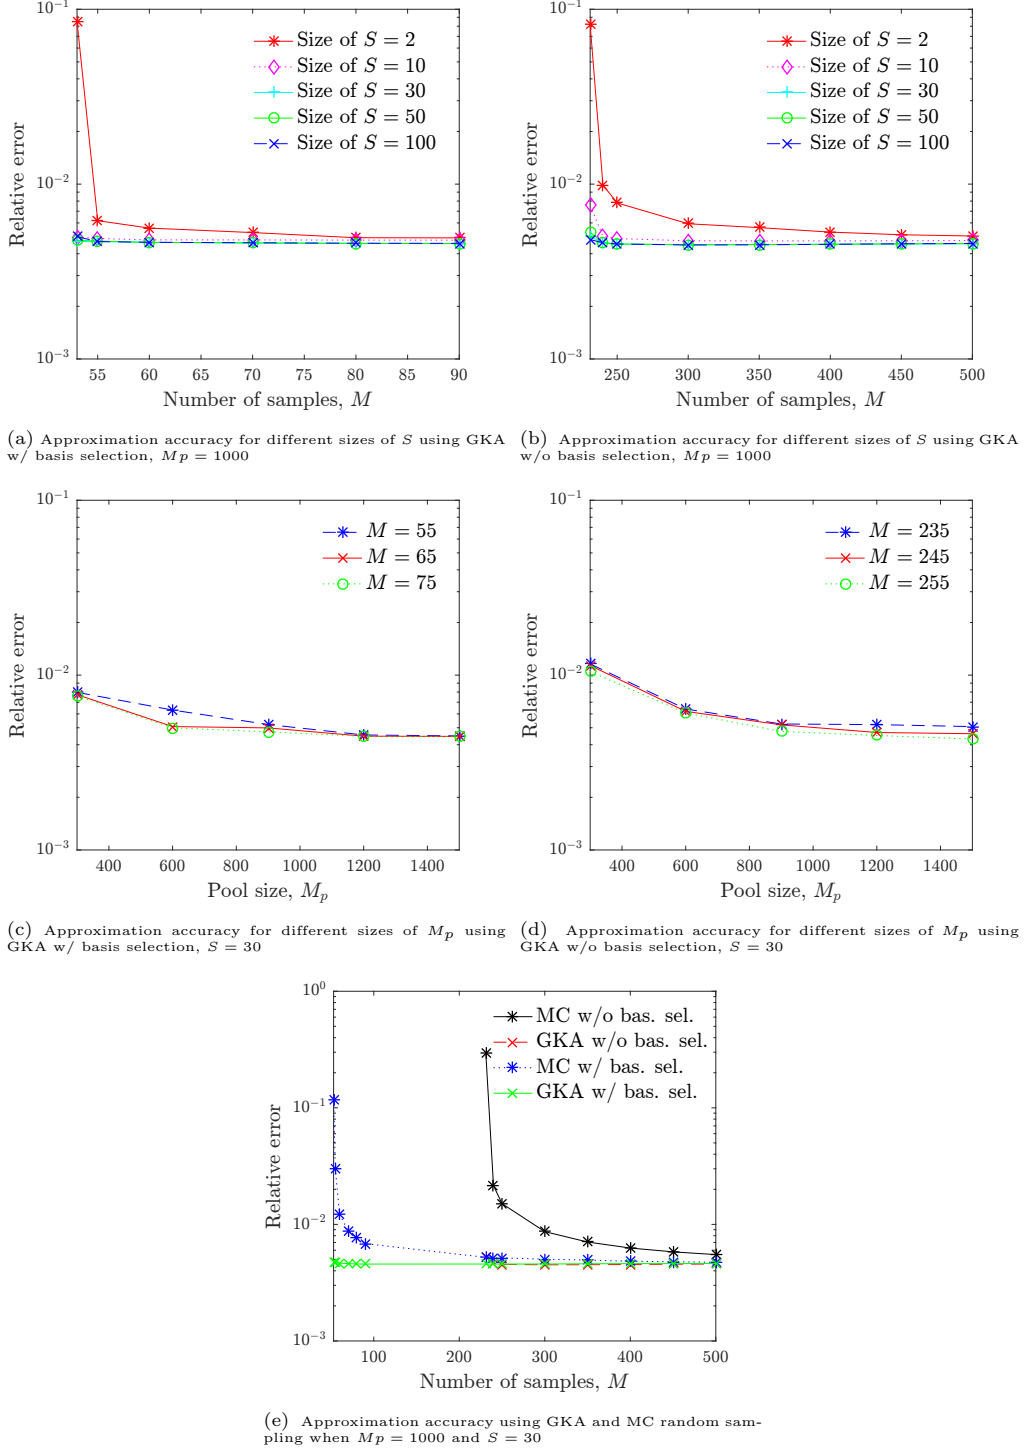 10⁻¹
10⁻²
10⁻³
Relative error
Size of S = 2
Size of S = 10
Size of S = 30
Size of S = 50
Size of S = 100
55 60 65 70 75 80 85 90
Number of samples, M
(a) Approximation accuracy for different sizes of S using GKA
w/ basis selection, Mp = 1000
10⁻¹
10⁻²
10⁻³
Relative error
Size of S = 2
Size of S = 10
Size of S = 30
Size of S = 50
Size of S = 100
250 300 350 400 450 500
Number of samples, M
(b) Approximation accuracy for different sizes of S using GKA
w/o basis selection, Mp = 1000
10⁻¹
10⁻²
10⁻³
Relative error
M = 55
M = 65
M = 75
400 600 800 1000 1200 1400
Pool size, Mₚ
(c) Approximation accuracy for different sizes of Mₚ using
GKA w/ basis selection, S = 30
10⁻¹
10⁻²
10⁻³
Relative error
M = 235
M = 245
M = 255
400 600 800 1000 1200 1400
Pool size, Mₚ
(d) Approximation accuracy for different sizes of Mₚ using
GKA w/o basis selection, S = 30
10⁰
10⁻¹
10⁻²
10⁻³
Relative error
MC w/o bas. sel.
GKA w/o bas. sel.
MC w/ bas. sel.
GKA w/ bas. sel.
100 200 300 400 500
Number of samples, M
(e) Approximation accuracy using GKA and MC random sam-
pling when Mp = 1000 and S = 30